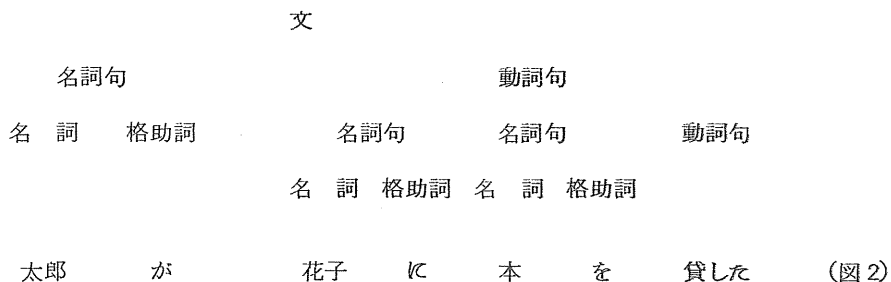 文
名詞句 動詞句
名 詞 格助詞 名詞句 名詞句 動詞句
名 詞 格助詞 名 詞 格助詞
太郎 が 花子 に 本 を 貸した (図2)